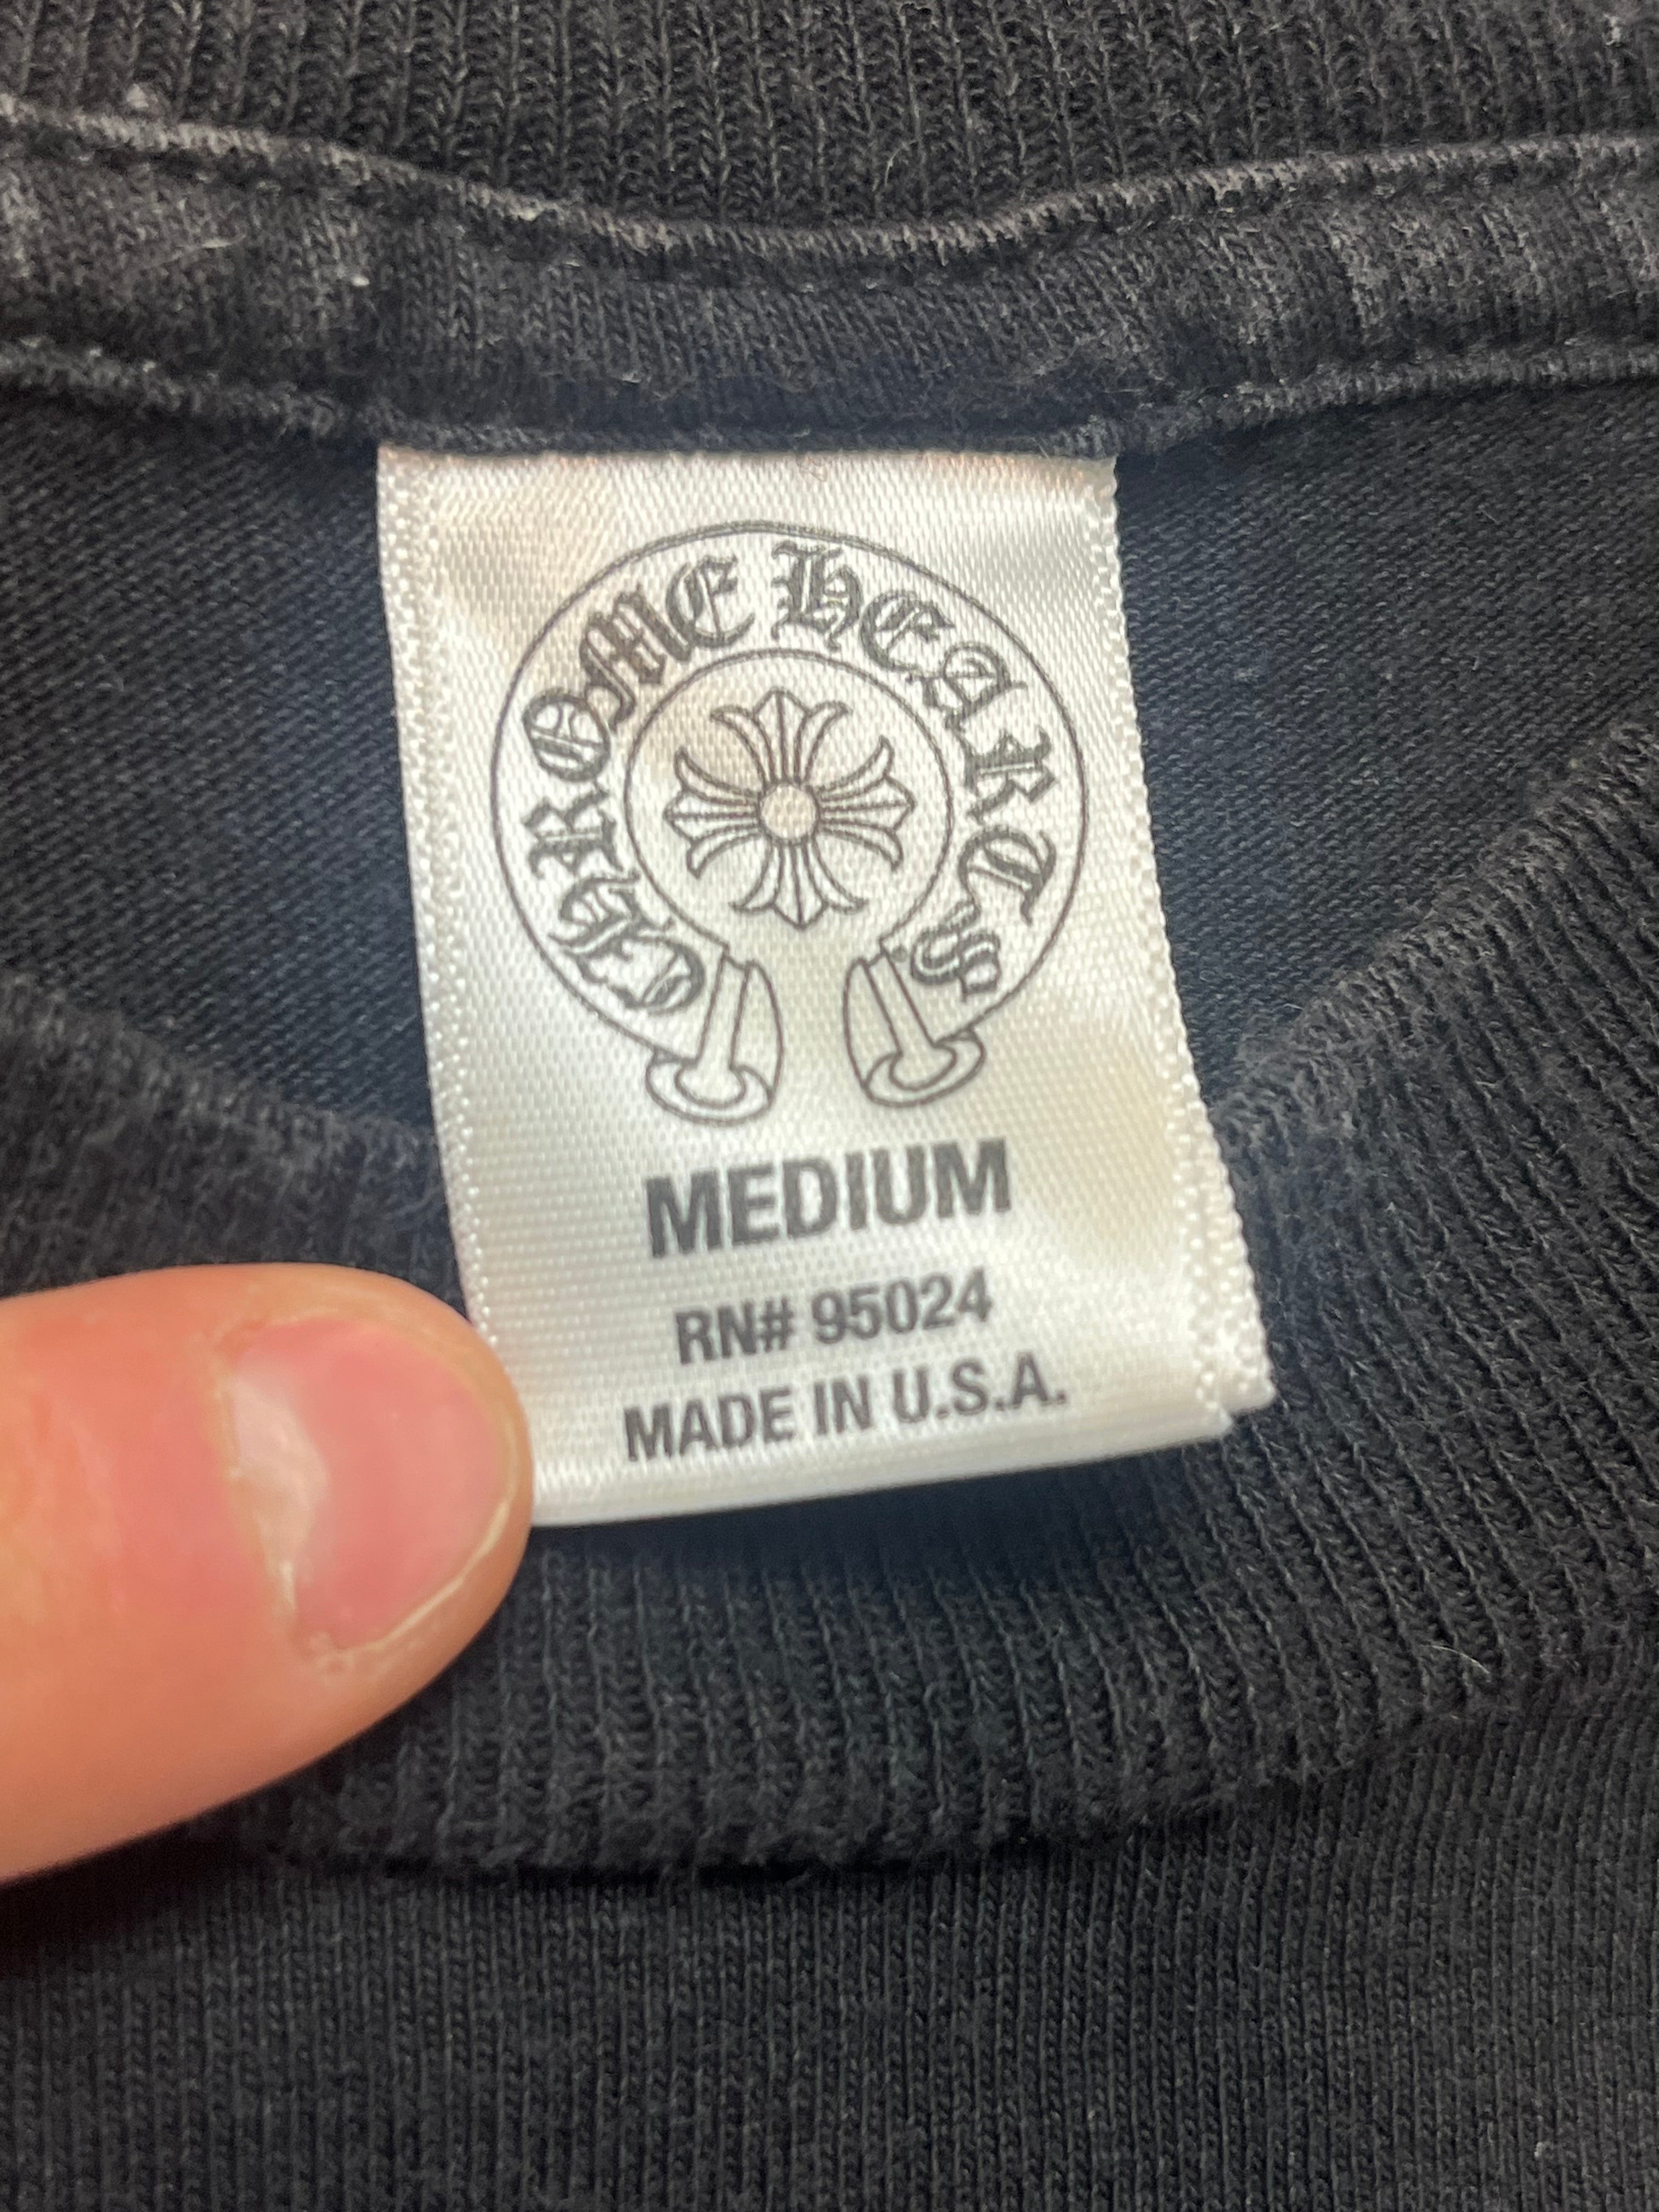 CHROME HEARTS
MEDIUM
RN# 95024
MADE IN U.S.A.